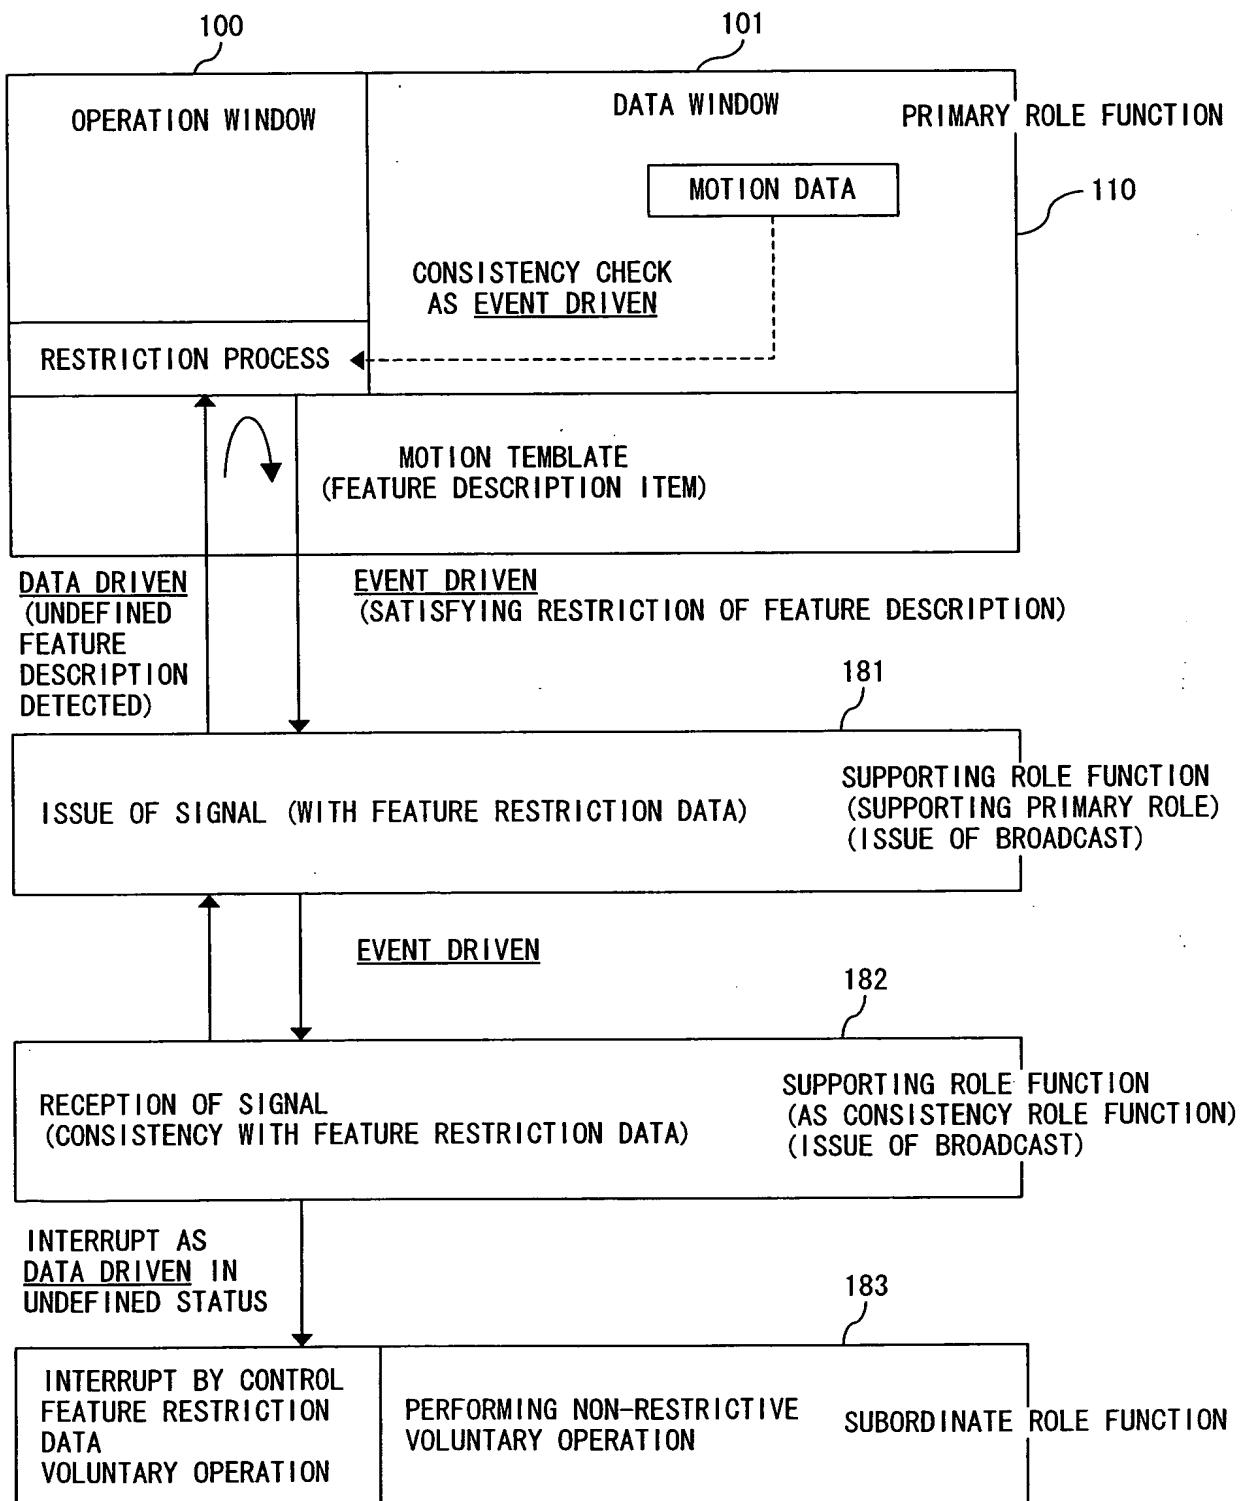 100
101
OPERATION WINDOW
DATA WINDOW
PRIMARY ROLE FUNCTION
MOTION DATA
110
CONSISTENCY CHECK
AS EVENT DRIVEN
RESTRICTION PROCESS
MOTION TEMBLATE
(FEATURE DESCRIPTION ITEM)
DATA DRIVEN
(UNDEFINED
FEATURE
DESCRIPTION
DETECTED)
EVENT DRIVEN
(SATISFYING RESTRICTION OF FEATURE DESCRIPTION)
181
ISSUE OF SIGNAL (WITH FEATURE RESTRICTION DATA)
SUPPORTING ROLE FUNCTION
(SUPPORTING PRIMARY ROLE)
(ISSUE OF BROADCAST)
EVENT DRIVEN
182
RECEPTION OF SIGNAL
(CONSISTENCY WITH FEATURE RESTRICTION DATA)
SUPPORTING ROLE FUNCTION
(AS CONSISTENCY ROLE FUNCTION)
(ISSUE OF BROADCAST)
INTERRUPT AS
DATA DRIVEN IN
UNDEFINED STATUS
183
INTERRUPT BY CONTROL
FEATURE RESTRICTION
DATA
VOLUNTARY OPERATION
PERFORMING NON-RESTRICTIVE
VOLUNTARY OPERATION
SUBORDINATE ROLE FUNCTION